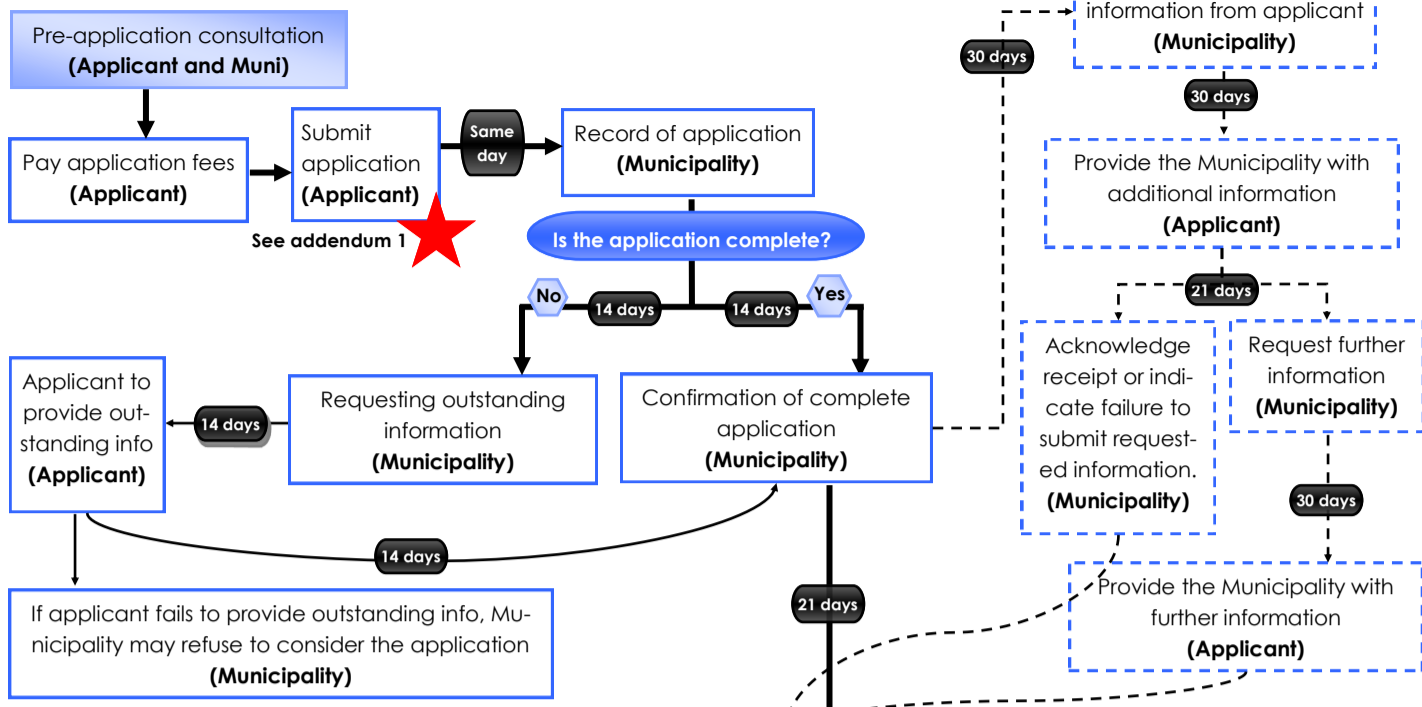 Pre-application consultation
(Applicant and Muni)
Pay application fees
(Applicant)
Submit
application
(Applicant)
See addendum 1
Same
day
Record of application
(Municipality)
Is the application complete?
No
14 days
14 days
Yes
Applicant to
provide out-
standing info
(Applicant)
14 days
Requesting outstanding
information
(Municipality)
Confirmation of complete
application
(Municipality)
14 days
If applicant fails to provide outstanding info, Mu-
nicipality may refuse to consider the application
(Municipality)
21 days
30 days
information from applicant
(Municipality)
30 days
Provide the Municipality with
additional information
(Applicant)
21 days
Acknowledge
receipt or indi-
cate failure to
submit request-
ed information.
(Municipality)
Request further
information
(Municipality)
30 days
Provide the Municipality with
further information
(Applicant)